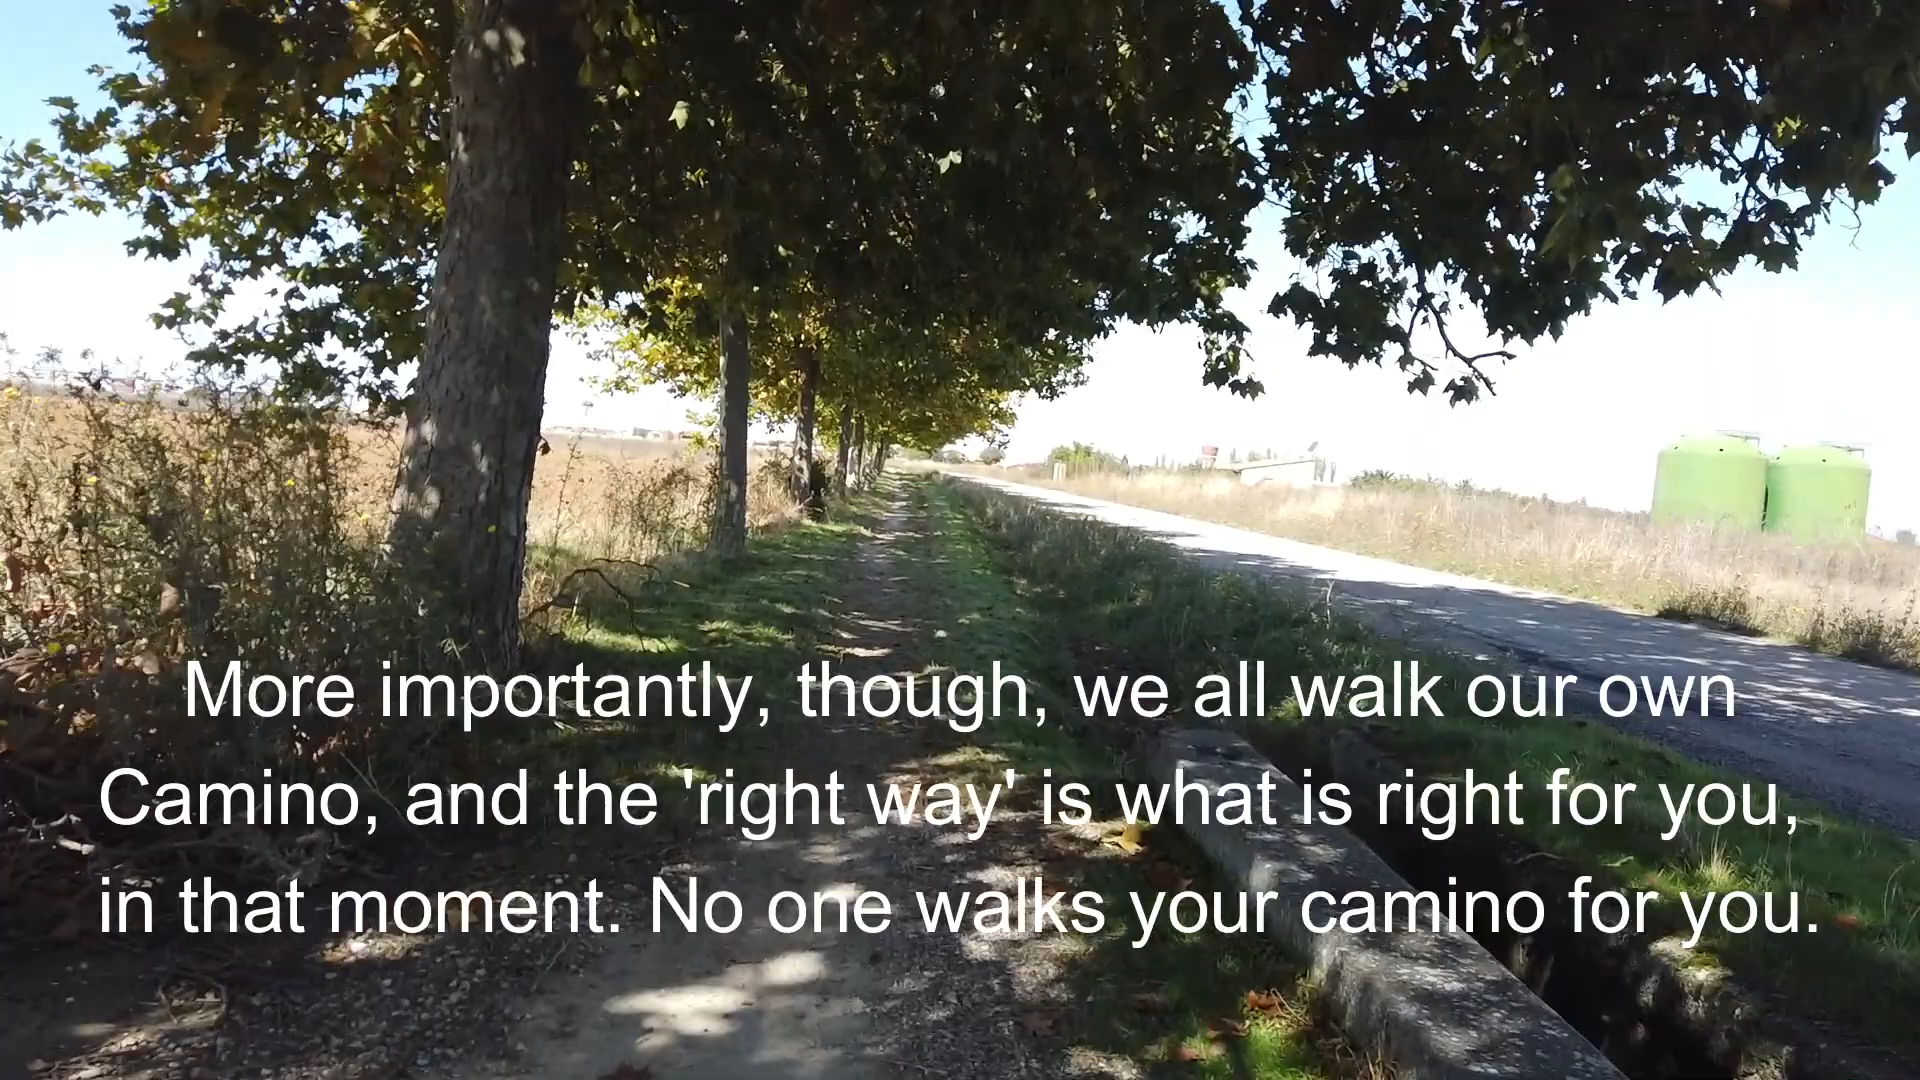 More importantly, though, we all walk our own
Camino, and the 'right way' is what is right for you,
in that moment. No one walks your camino for you.